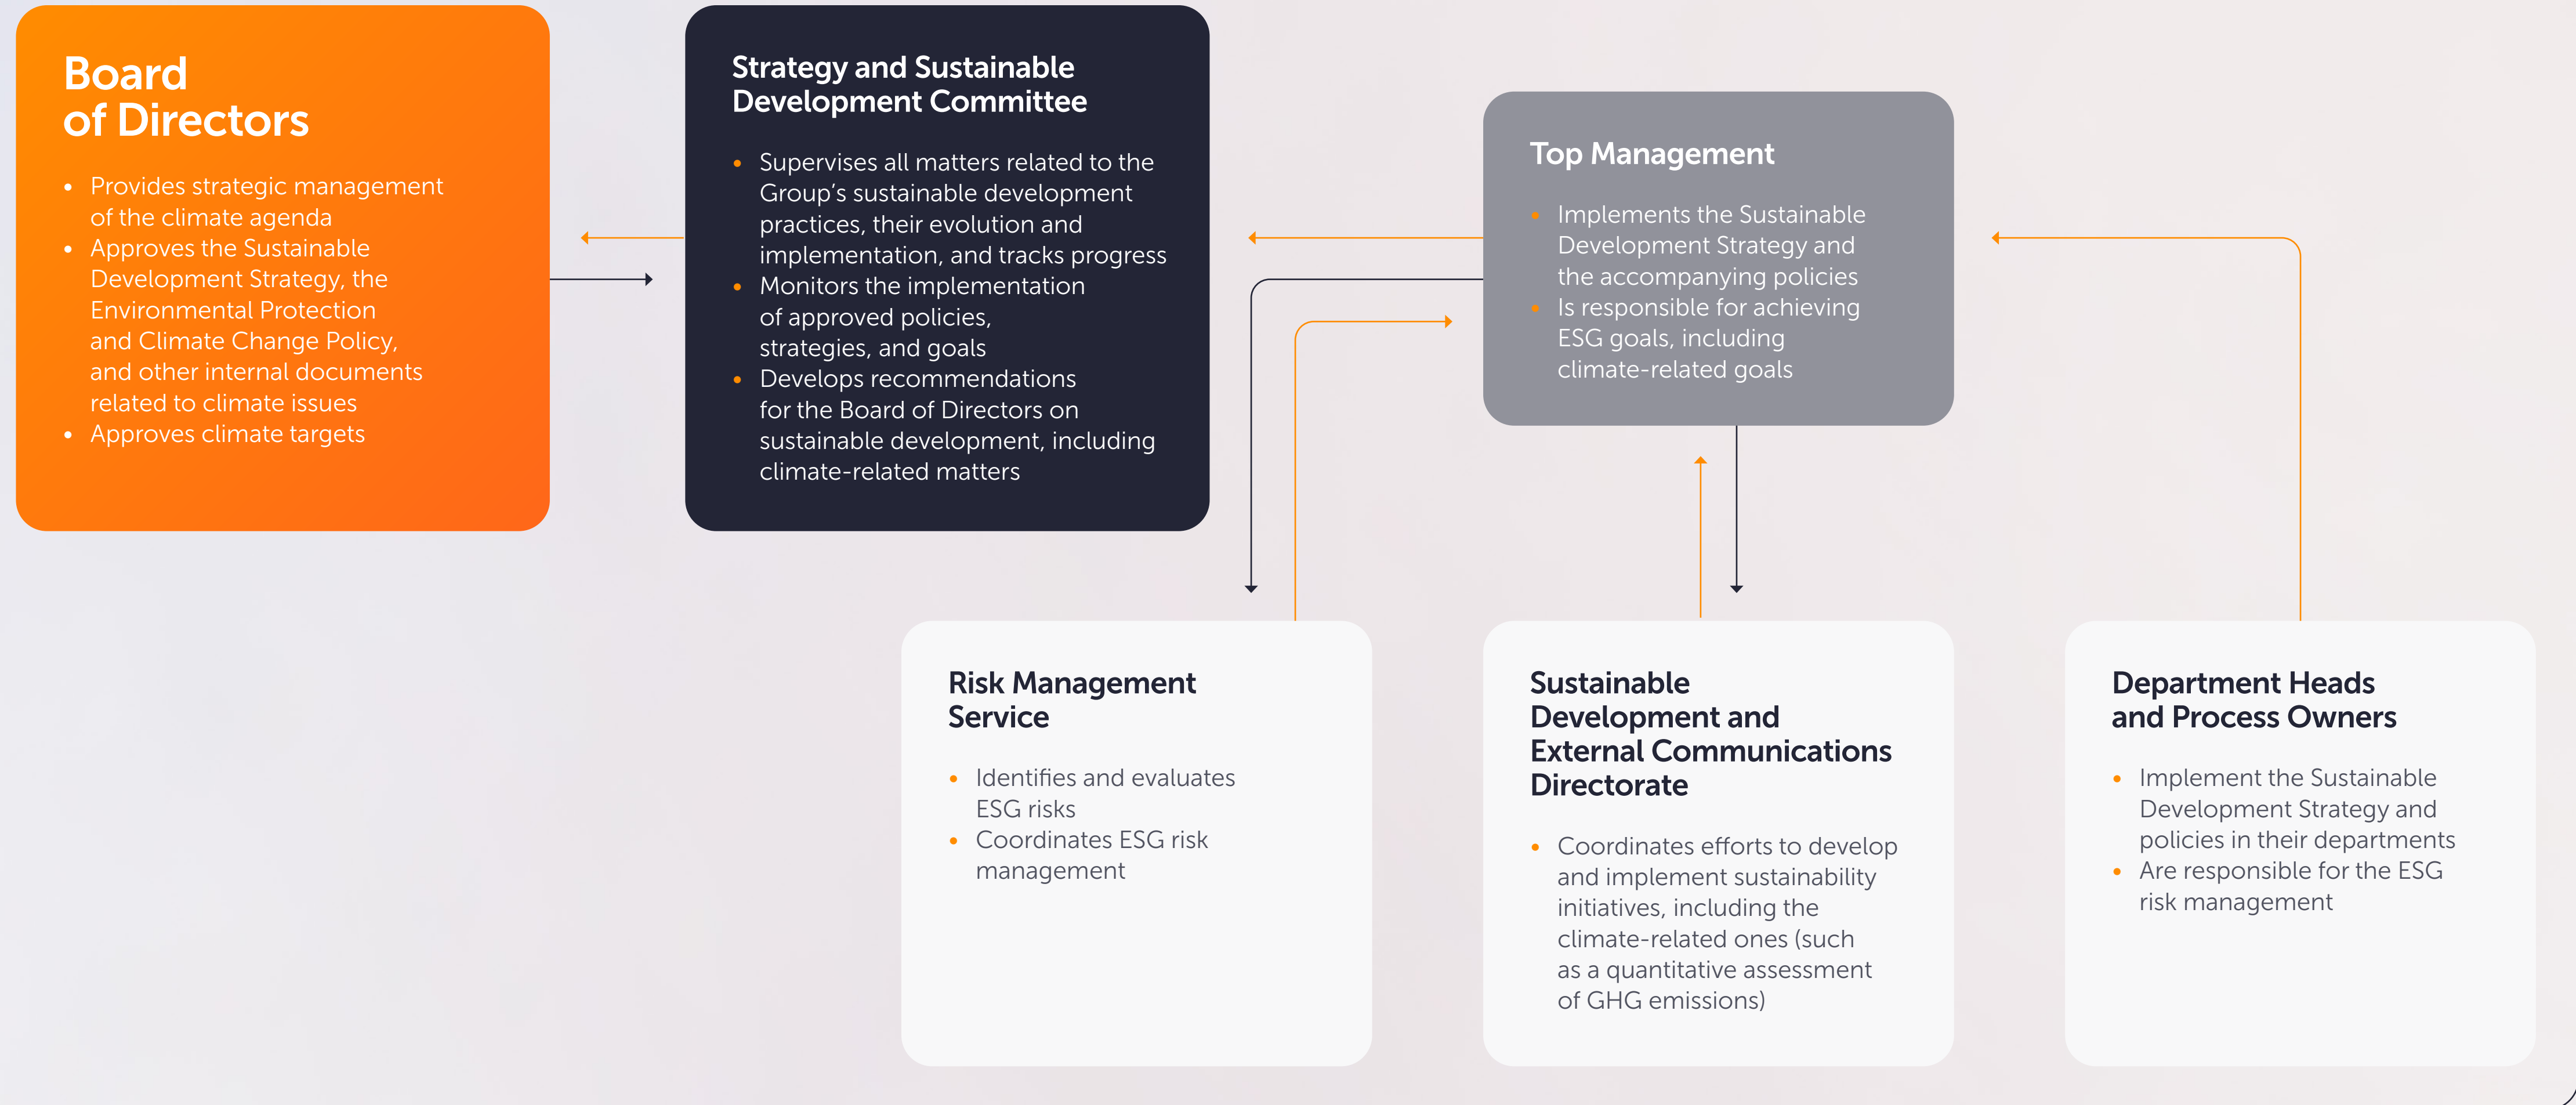 Board
of Directors
• Provides strategic management
of the climate agenda
• Approves the Sustainable
Development Strategy, the
Environmental Protection
and Climate Change Policy,
and other internal documents
related to climate issues
• Approves climate targets
Strategy and Sustainable
Development Committee
• Supervises all matters related to the
Group’s sustainable development
practices, their evolution and
implementation, and tracks progress
• Monitors the implementation
of approved policies,
strategies, and goals
• Develops recommendations
for the Board of Directors on
sustainable development, including
climate-related matters
Top Management
• Implements the Sustainable
Development Strategy and
the accompanying policies
• Is responsible for achieving
ESG goals, including
climate-related goals
Risk Management
Service
• Identifies and evaluates
ESG risks
• Coordinates ESG risk
management
Sustainable
Development and
External Communications
Directorate
• Coordinates efforts to develop
and implement sustainability
initiatives, including the
climate-related ones (such
as a quantitative assessment
of GHG emissions)
Department Heads
and Process Owners
• Implement the Sustainable
Development Strategy and
policies in their departments
• Are responsible for the ESG
risk management